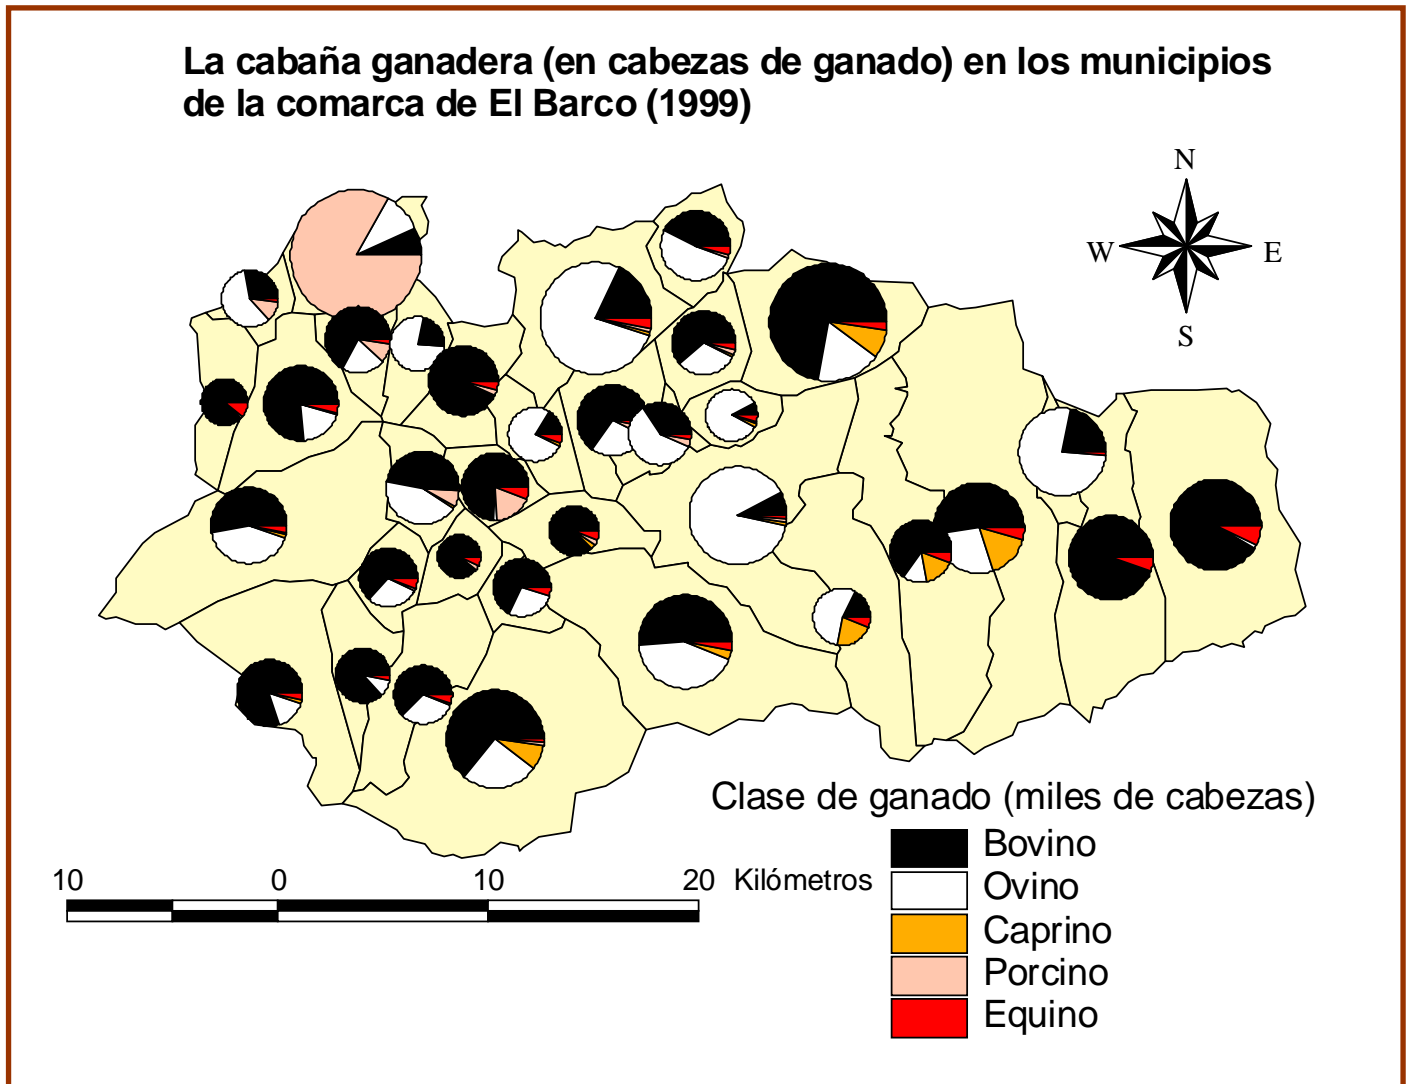 La cabaña ganadera (en cabezas de ganado) en los municipios
de la comarca de El Barco (1999)
N
W
E
S
Clase de ganado (miles de cabezas)
Bovino
Ovino
Caprino
Porcino
Equino
10 0 10 20 Kilómetros